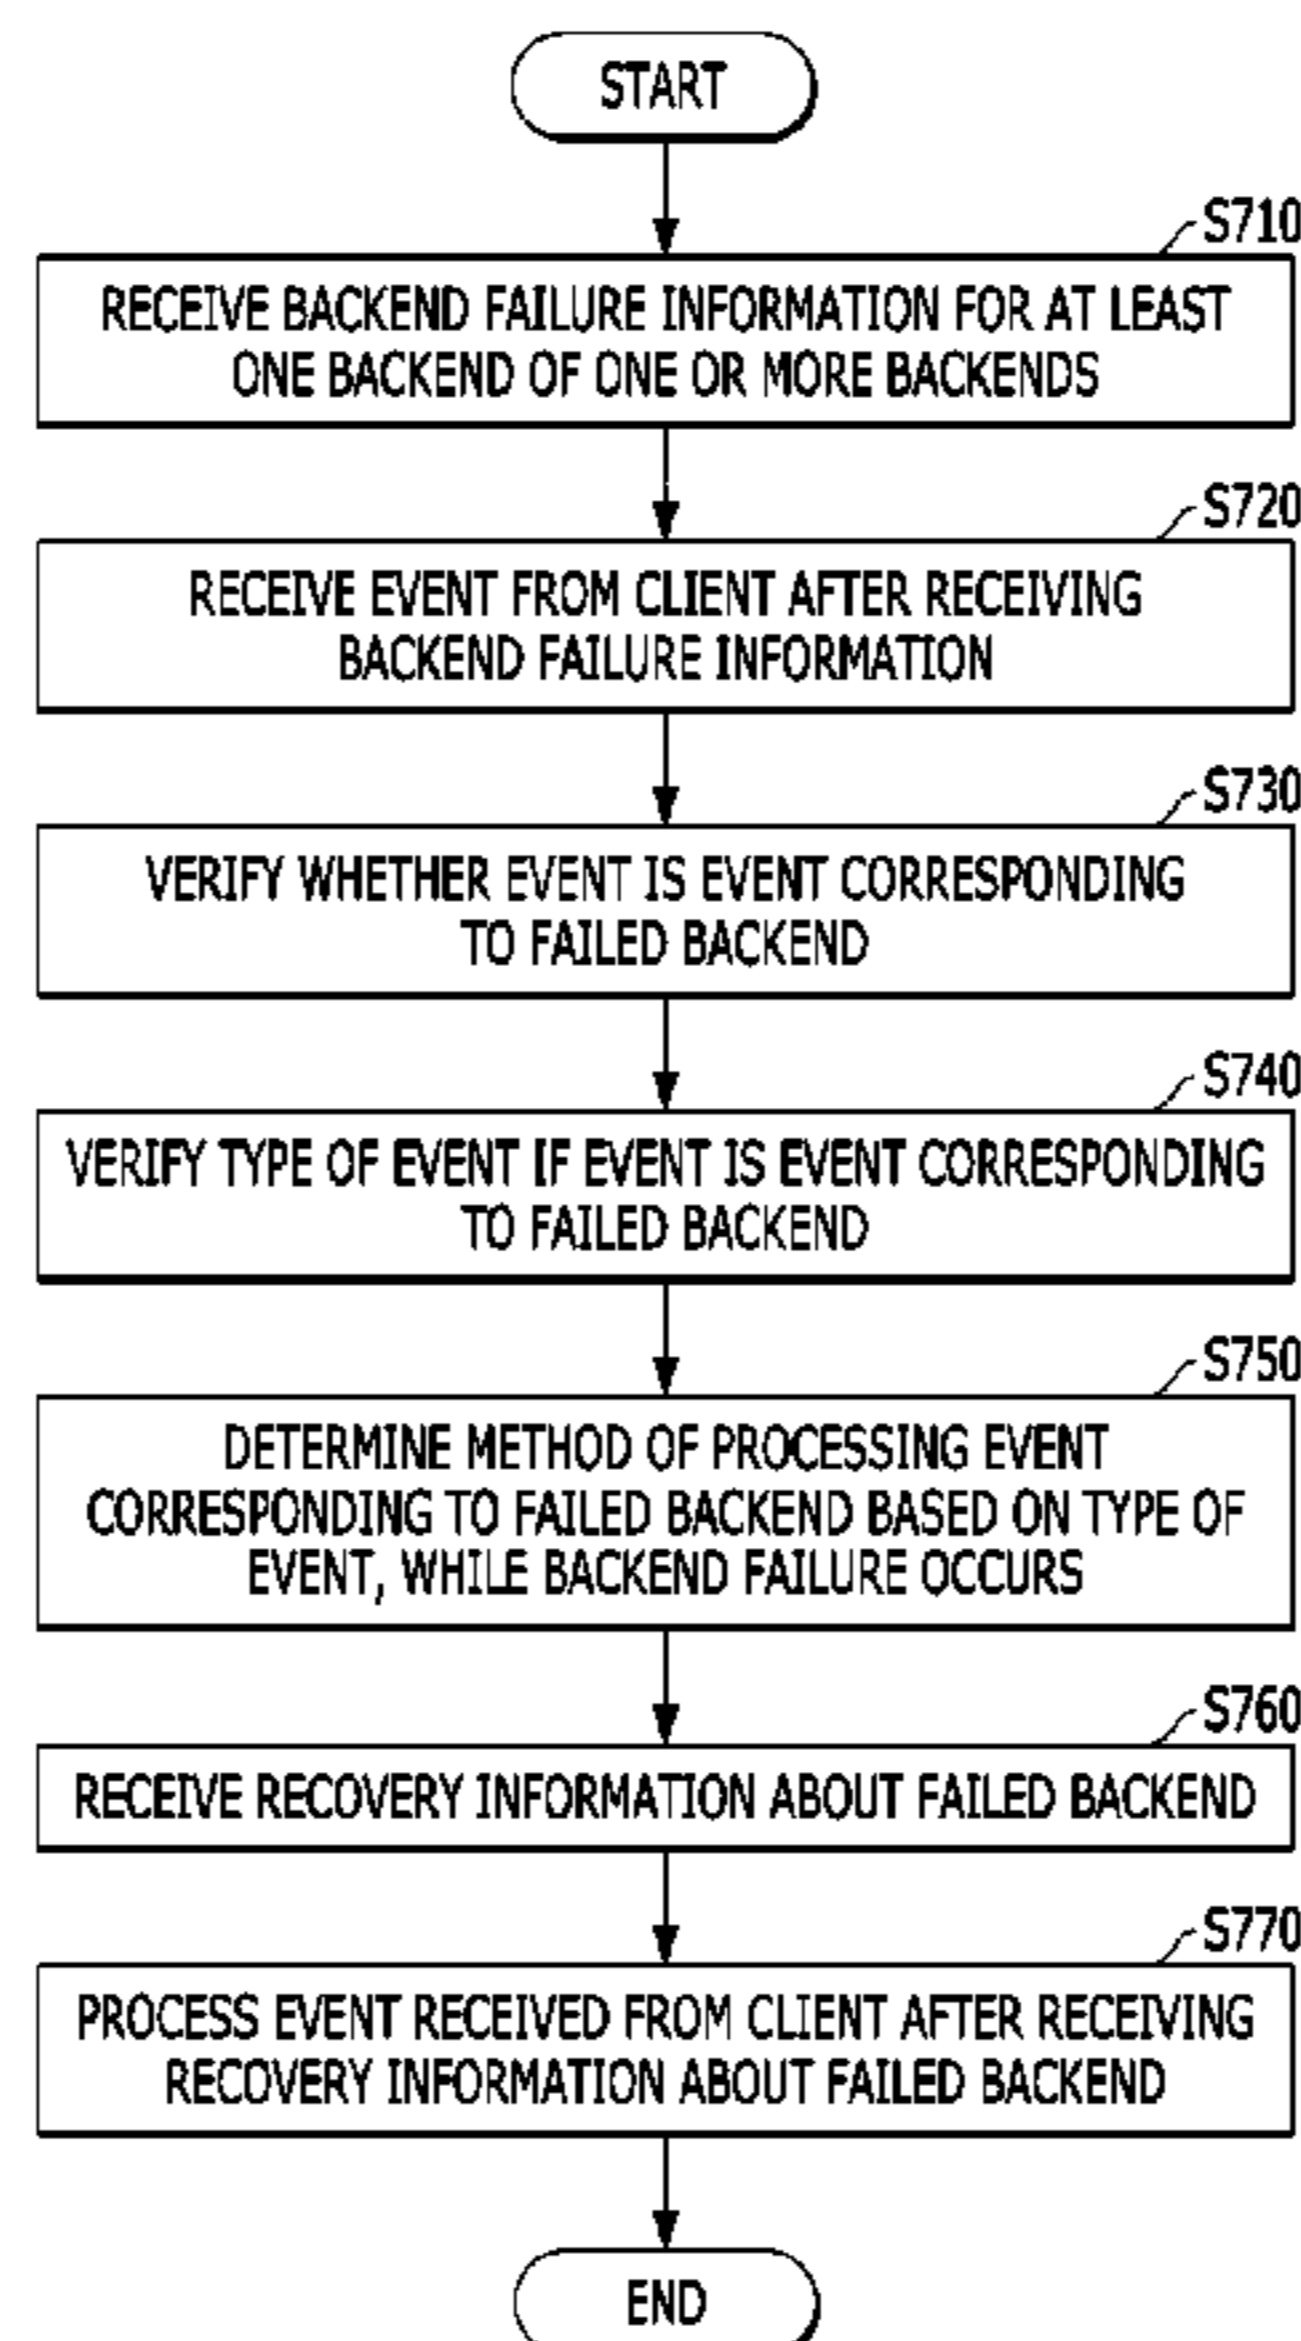 START
S710
RECEIVE BACKEND FAILURE INFORMATION FOR AT LEAST
ONE BACKEND OF ONE OR MORE BACKENDS
S720
RECEIVE EVENT FROM CLIENT AFTER RECEIVING
BACKEND FAILURE INFORMATION
S730
VERIFY WHETHER EVENT IS EVENT CORRESPONDING
TO FAILED BACKEND
S740
VERIFY TYPE OF EVENT IF EVENT IS EVENT CORRESPONDING
TO FAILED BACKEND
S750
DETERMINE METHOD OF PROCESSING EVENT
CORRESPONDING TO FAILED BACKEND BASED ON TYPE OF
EVENT, WHILE BACKEND FAILURE OCCURS
S760
RECEIVE RECOVERY INFORMATION ABOUT FAILED BACKEND
S770
PROCESS EVENT RECEIVED FROM CLIENT AFTER RECEIVING
RECOVERY INFORMATION ABOUT FAILED BACKEND
END